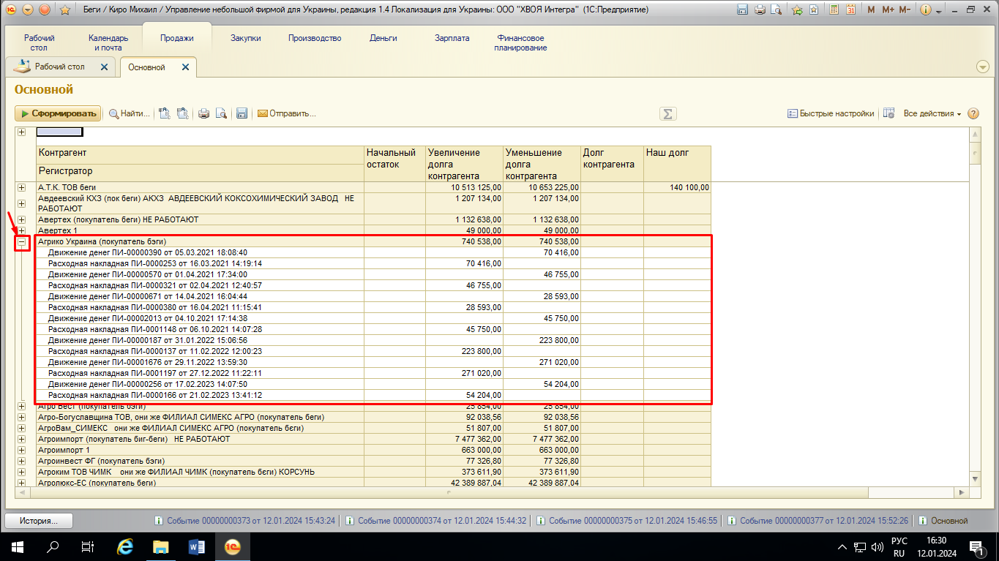 Беги / Киро Михаил / Управление небольшой фирмой для Украины, редакция 1.4 Локализация для Украины: ООО "ХВОЯ Интегра" (1С:Предприятие)
M M+ M-
Рабочий стол
Календарь и почта
Продажи
Закупки
Производство
Деньги
Зарплата
Финансовое планирование
Рабочий стол
Основной
Основной
Сформировать Найти... Отправить... Σ Быстрые настройки Все действия
Контрагент Начальный остаток Увеличение долга контрагента Уменьшение долга контрагента Долг контрагента Наш долг
Регистратор
А.Т.К. ТОВ беги 10 513 125,00 10 653 225,00 140 100,00
Авдеевский КХЗ (пок беги) АКХЗ АВДЕЕВСКИЙ КОКСОХИМИЧЕСКИЙ ЗАВОД НЕ 1 207 134,00 1 207 134,00
РАБОТАЮТ
Авертех (покупатель беги) НЕ РАБОТАЮТ 1 132 638,00 1 132 638,00
Авертех 1 49 000,00 49 000,00
Агрико Украина (покупатель бэги) 740 538,00 740 538,00
Движение денег ПИ-00000390 от 05.03.2021 18:08:40 70 416,00
Расходная накладная ПИ-0000253 от 16.03.2021 14:19:14 70 416,00
Движение денег ПИ-00000570 от 01.04.2021 17:34:00 46 755,00
Расходная накладная ПИ-0000321 от 02.04.2021 12:40:57 46 755,00
Движение денег ПИ-00000671 от 14.04.2021 16:04:44 28 593,00
Расходная накладная ПИ-0000380 от 16.04.2021 11:15:41 28 593,00
Движение денег ПИ-00002013 от 04.10.2021 17:14:38 45 750,00
Расходная накладная ПИ-0001148 от 06.10.2021 14:07:28 45 750,00
Движение денег ПИ-00000187 от 31.01.2022 15:06:56 223 800,00
Расходная накладная ПИ-0000137 от 11.02.2022 12:00:23 223 800,00
Движение денег ПИ-00001676 от 29.11.2022 13:59:30 271 020,00
Расходная накладная ПИ-0001197 от 27.12.2022 11:22:11 271 020,00
Движение денег ПИ-00000256 от 17.02.2023 14:07:50 54 204,00
Расходная накладная ПИ-0000166 от 21.02.2023 13:41:12 54 204,00
Агро Вест (покупатель бэги) 25 854,00 25 854,00
Агро-Богуславщина ТОВ, они же ФИЛИАЛ СИМЕКС АГРО (покупатель беги) 92 038,56 92 038,56
АгроВам_СИМЕКС они же ФИЛИАЛ СИМЕКС АГРО (покупатель бєги) 51 807,00 51 807,00
Агроимпорт (покупатель биг-беги) НЕ РАБОТАЮТ 7 477 362,00 7 477 362,00
Агроимпорт 1 663 000,00 663 000,00
Агроинвест ФГ (покупатель бэги) 77 326,80 77 326,80
Агроким ТОВ ЧИМК они же ФИЛИАЛ ЧИМК (покупатель бєги) КОРСУНЬ 373 611,90 373 611,90
Агролюкс-ЕС (покупатель беги) 42 389 887,04 42 389 887,04
История... Событие 00000000373 от 12.01.2024 15:43:24 Событие 00000000374 от 12.01.2024 15:44:32 Событие 00000000375 от 12.01.2024 15:46:55 Событие 00000000377 от 12.01.2024 15:52:26 Основной
РУС 16:30
RU 12.01.2024 1